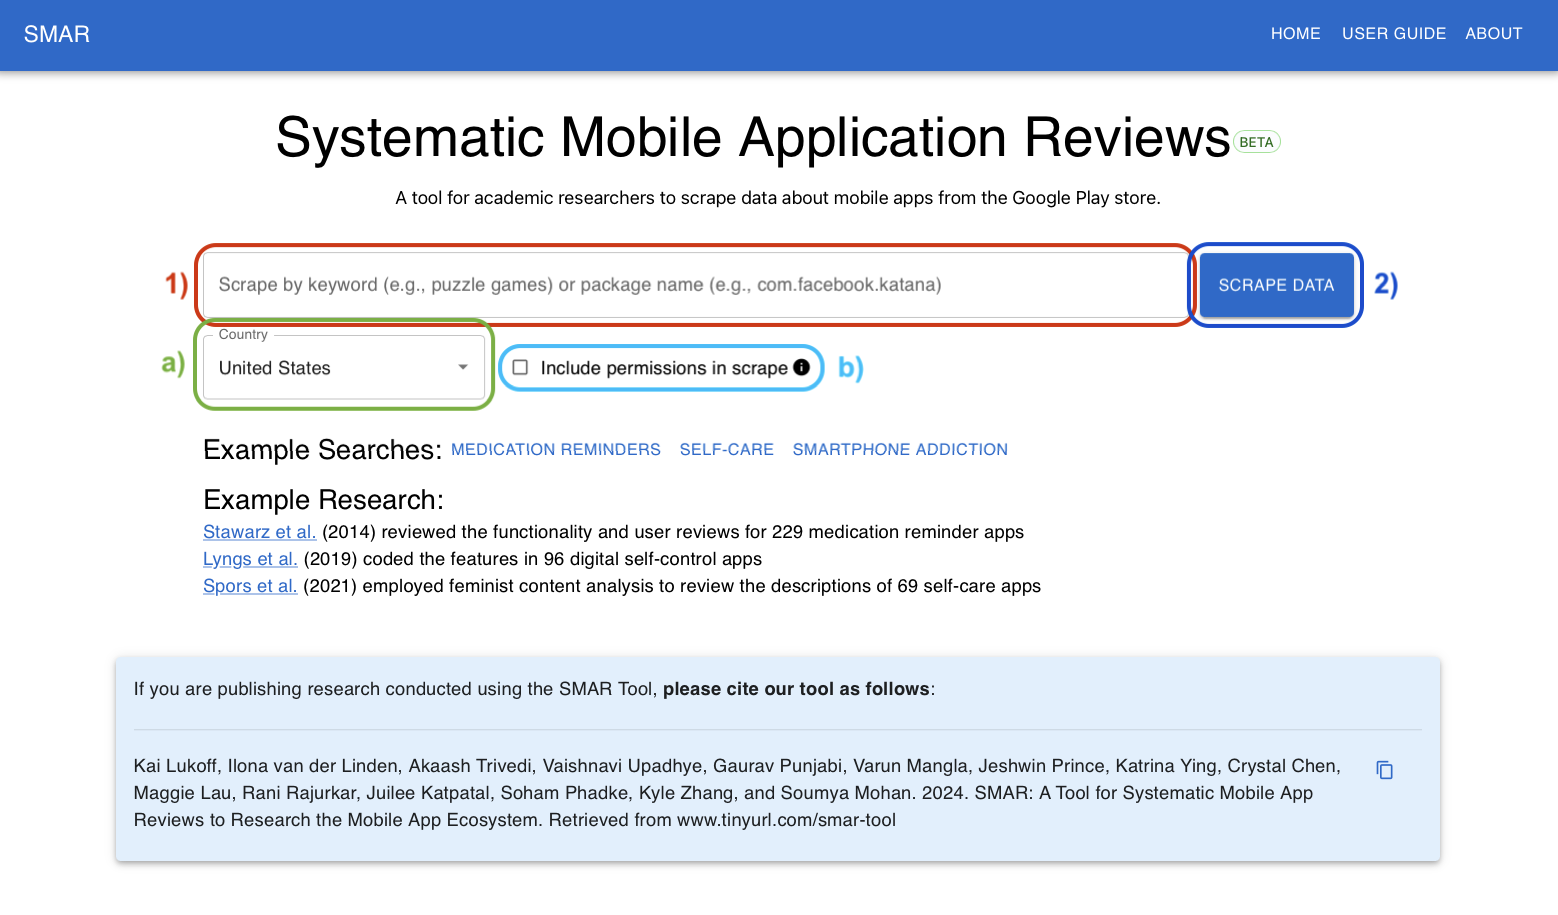 SMAR
HOME USER GUIDE ABOUT
Systematic Mobile Application Reviews BETA
A tool for academic researchers to scrape data about mobile apps from the Google Play store.
1) Scrape by keyword (e.g., puzzle games) or package name (e.g., com.facebook.katana) SCRAPE DATA 2)
Country
a) United States Include permissions in scrape b)
Example Searches: MEDICATION REMINDERS SELF-CARE SMARTPHONE ADDICTION
Example Research:
Stawarz et al. (2014) reviewed the functionality and user reviews for 229 medication reminder apps
Lyngs et al. (2019) coded the features in 96 digital self-control apps
Spors et al. (2021) employed feminist content analysis to review the descriptions of 69 self-care apps
If you are publishing research conducted using the SMAR Tool, please cite our tool as follows:
Kai Lukoff, Ilona van der Linden, Akaash Trivedi, Vaishnavi Upadhye, Gaurav Punjabi, Varun Mangla, Jeshwin Prince, Katrina Ying, Crystal Chen,
Maggie Lau, Rani Rajurkar, Juilee Katpatal, Soham Phadke, Kyle Zhang, and Soumya Mohan. 2024. SMAR: A Tool for Systematic Mobile App
Reviews to Research the Mobile App Ecosystem. Retrieved from www.tinyurl.com/smar-tool